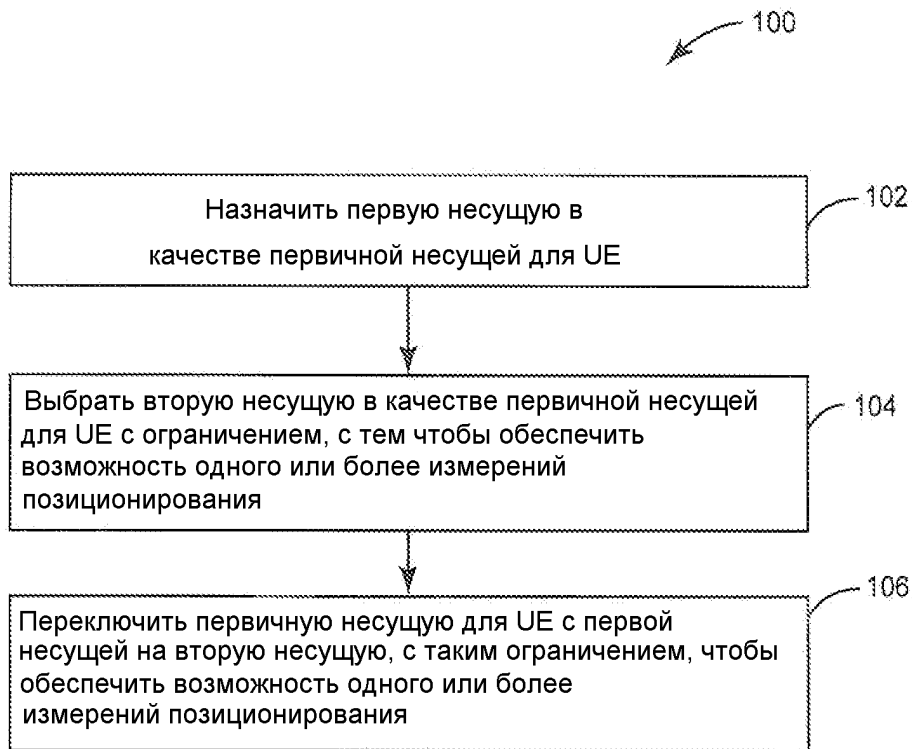 100
102
Назначить первую несущую в
качестве первичной несущей для UE
104
Выбрать вторую несущую в качестве первичной несущей
для UE с ограничением, с тем чтобы обеспечить
возможность одного или более измерений
позиционирования
106
Переключить первичную несущую для UE с первой
несущей на вторую несущую, с таким ограничением, чтобы
обеспечить возможность одного или более
измерений позиционирования